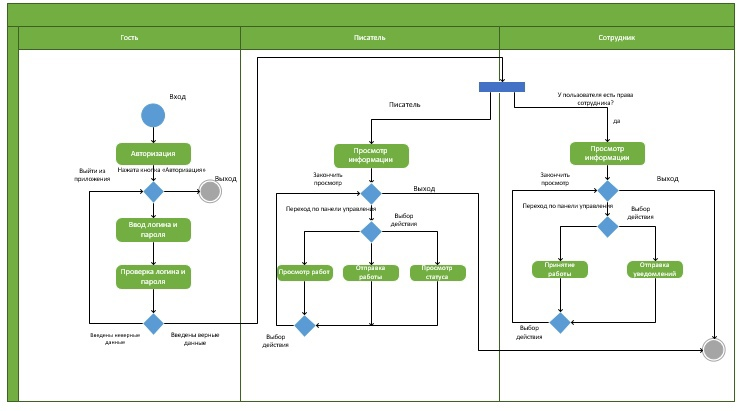 Гость
Писатель
Сотрудник
Вход
Авторизация
Нажата кнопка «Авторизация»
Выйти из
приложения
Выход
Ввод логина и
пароля
Проверка логина и
пароля
Введены неверные
данные
Введены верные
данные
Писатель
Просмотр
информации
Закончить
просмотр
Выход
Переход по панели управления
Выбор
действия
Просмотр работ
Отправка
работы
Просмотр
статуса
Выбор
действия
У пользователя есть права
сотрудника?
да
Просмотр
информации
Закончить
просмотр
Выход
Переход по панели управления
Выбор
действия
Принятие
работы
Отправка
уведомлений
Выбор
действия